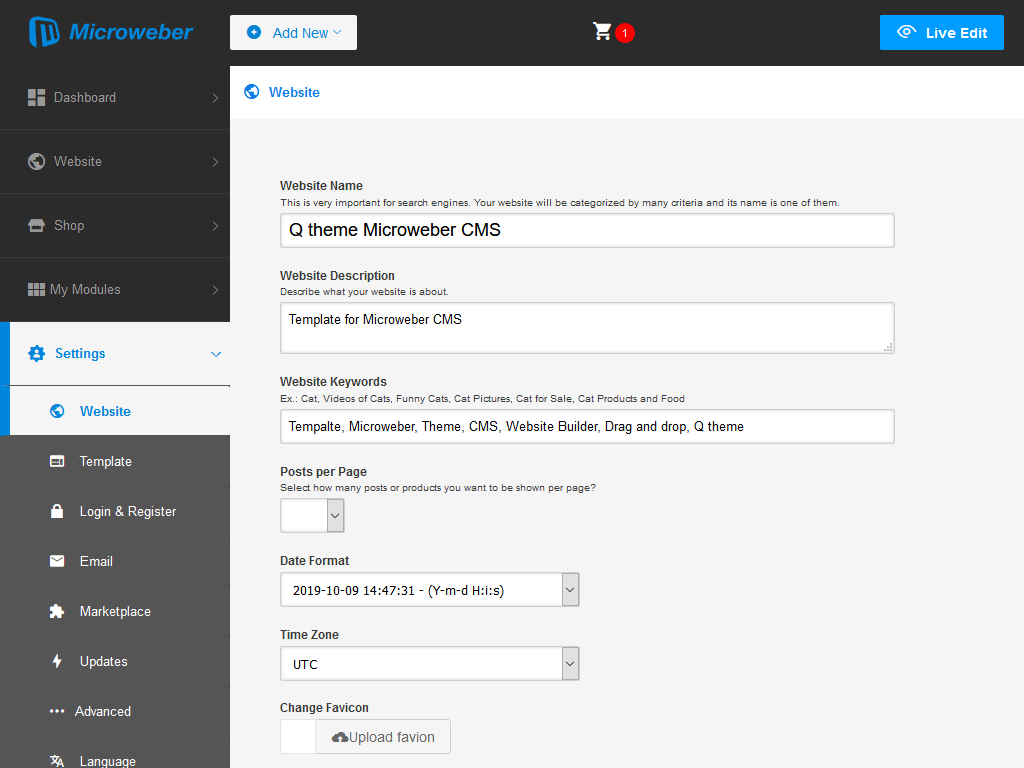 Microweber
Add New
1
Live Edit
Dashboard
Website
Shop
My Modules
Settings
Website
Template
Login & Register
Email
Marketplace
Updates
Advanced
Language
Website
Website Name
This is very important for search engines. Your website will be categorized by many criteria and its name is one of them.
Q theme Microweber CMS
Website Description
Describe what your website is about.
Template for Microweber CMS
Website Keywords
Ex.: Cat, Videos of Cats, Funny Cats, Cat Pictures, Cat for Sale, Cat Products and Food
Tempalte, Microweber, Theme, CMS, Website Builder, Drag and drop, Q theme
Posts per Page
Select how many posts or products you want to be shown per page?
Date Format
2019-10-09 14:47:31 - (Y-m-d H:i:s)
Time Zone
UTC
Change Favicon
Upload favion